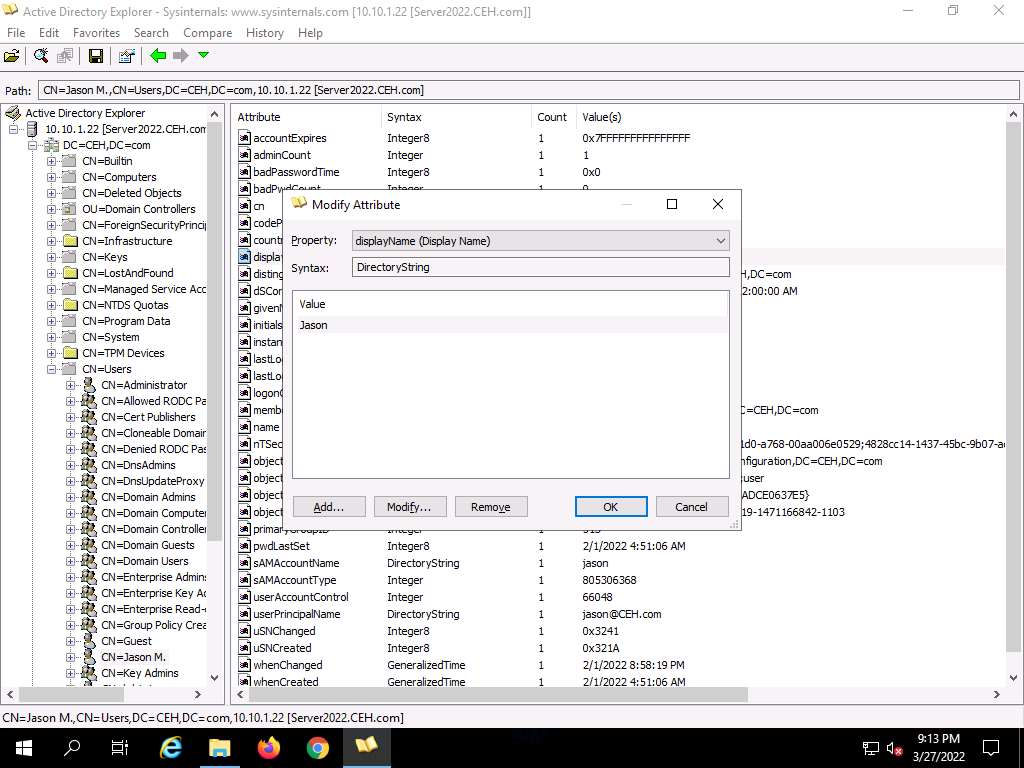 Active Directory Explorer - Sysinternals: www.sysinternals.com [10.10.1.22 [Server2022.CEH.com]]
File Edit Favorites Search Compare History Help
Path: CN=Jason M.,CN=Users,DC=CEH,DC=com,10.10.1.22 [Server2022.CEH.com]
Active Directory Explorer
10.10.1.22 [Server2022.CEH.com
DC=CEH,DC=com
CN=Builtin
CN=Computers
CN=Deleted Objects
OU=Domain Controllers
CN=ForeignSecurityPrincip
CN=Infrastructure
CN=Keys
CN=LostAndFound
CN=Managed Service Acc
CN=NTDS Quotas
CN=Program Data
CN=System
CN=TPM Devices
CN=Users
CN=Administrator
CN=Allowed RODC Pa
CN=Cert Publishers
CN=Cloneable Domain
CN=Denied RODC Pas
CN=DnsAdmins
CN=DnsUpdateProxy
CN=Domain Admins
CN=Domain Computer
CN=Domain Controller
CN=Domain Guests
CN=Domain Users
CN=Enterprise Admins
CN=Enterprise Key Ad
CN=Enterprise Read-o
CN=Group Policy Crea
CN=Guest
CN=Jason M.
CN=Key Admins
Attribute Syntax Count Value(s)
accountExpires Integer8 1 0x7FFFFFFFFFFFFFFF
adminCount Integer 1 1
badPasswordTime Integer8 1 0x0
badPwdCount Integer 1 0
cn
codeP
countr
display
disting H,DC=com
dSCor 2:00:00 AM
givenN
initials
instan
lastLo
lastLo
logonC
membe C=CEH,DC=com
name
nTSec 1d0-a768-00aa006e0529;4828cc14-1437-45bc-9b07-ad
object nfiguration,DC=CEH,DC=com
object user
object ADCE0637E5}
object 19-1471166842-1103
primaryGroupID Integer 1 513
pwdLastSet Integer8 1 2/1/2022 4:51:06 AM
sAMAccountName DirectoryString 1 jason
sAMAccountType Integer 1 805306368
userAccountControl Integer 1 66048
userPrincipalName DirectoryString 1 jason@CEH.com
uSNChanged Integer8 1 0x3241
uSNCreated Integer8 1 0x321A
whenChanged GeneralizedTime 1 2/1/2022 8:58:19 PM
whenCreated GeneralizedTime 1 2/1/2022 4:51:06 AM
Modify Attribute
Property: displayName (Display Name)
Syntax: DirectoryString
Value
Jason
Add... Modify... Remove OK Cancel
CN=Jason M.,CN=Users,DC=CEH,DC=com,10.10.1.22 [Server2022.CEH.com]
9:13 PM
3/27/2022